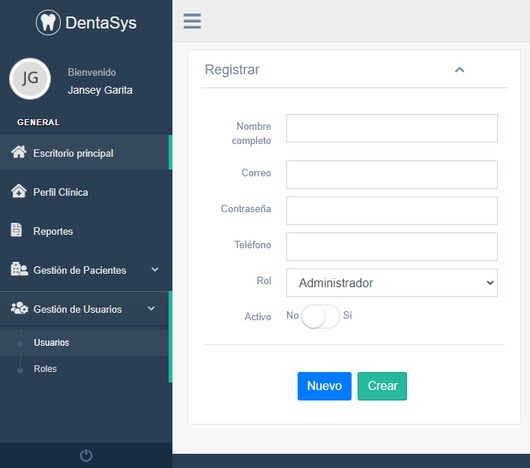 DentaSys
JG
Bienvenido
Jansey Garita
GENERAL
Escritorio principal
Perfil Clínica
Reportes
Gestión de Pacientes
Gestión de Usuarios
Usuarios
Roles
Registrar
Nombre
completo
Correo
Contraseña
Teléfono
Rol
Administrador
Activo
No
Si
Nuevo
Crear